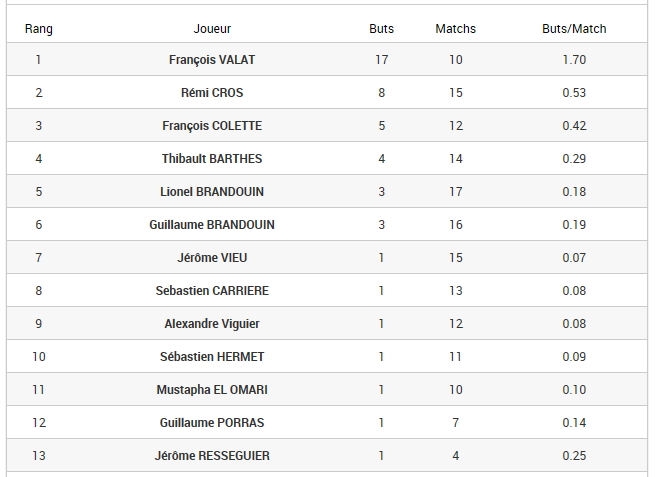 Rang Joueur Buts Matchs Buts/Match
1 François VALAT 17 10 1.70
2 Rémi CROS 8 15 0.53
3 François COLETTE 5 12 0.42
4 Thibault BARTHES 4 14 0.29
5 Lionel BRANDOUIN 3 17 0.18
6 Guillaume BRANDOUIN 3 16 0.19
7 Jérôme VIEU 1 15 0.07
8 Sebastien CARRIERE 1 13 0.08
9 Alexandre Viguier 1 12 0.08
10 Sébastien HERMET 1 11 0.09
11 Mustapha EL OMARI 1 10 0.10
12 Guillaume PORRAS 1 7 0.14
13 Jérôme RESSEGUIER 1 4 0.25